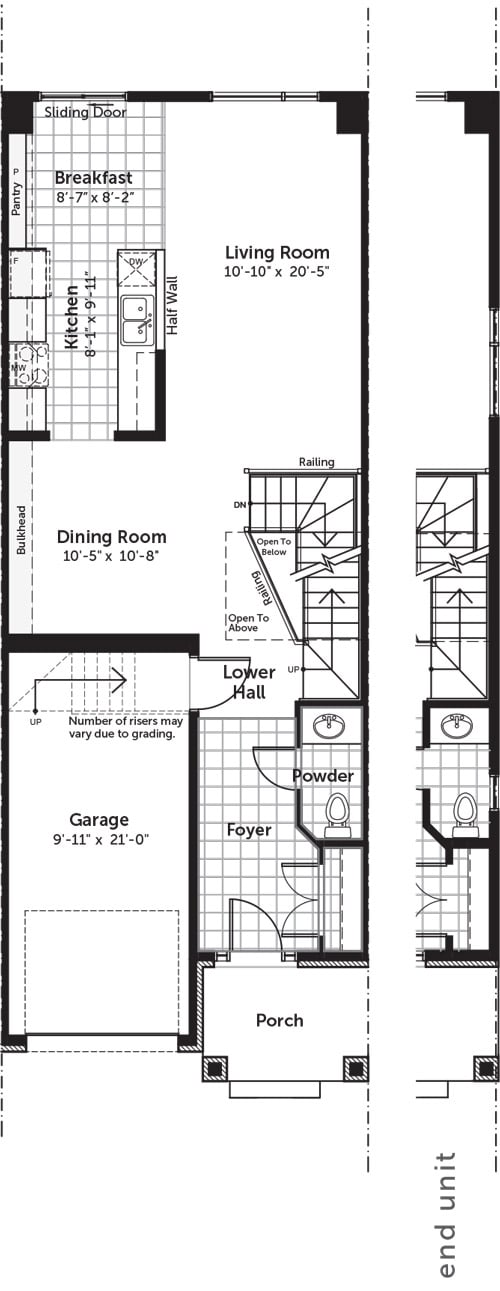 Sliding Door
Breakfast
8'-7" x 8'-2"
P
Pantry
F
DW
Kitchen
8'-1" x 9'-11"
Half Wall
Living Room
10'-10" x 20'-5"
MW
Railing
DN
Bulkhead
Dining Room
10'-5" x 10'-8"
Open To
Below
Railing
Open To
Above
UP
Lower
Hall
UP
Number of risers may
vary due to grading.
Powder
Garage
9'-11" x 21'-0"
Foyer
Porch
end unit